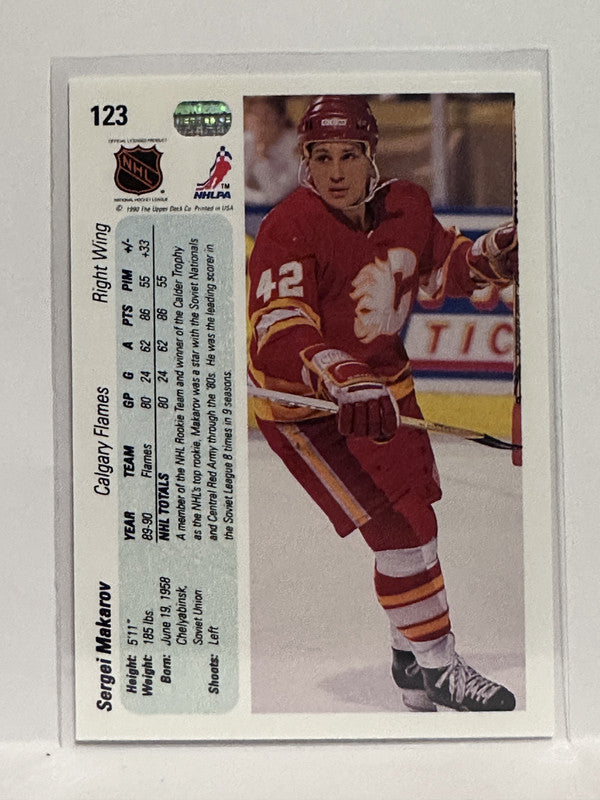 123
OFFICIAL LICENSED PRODUCT
NHL
NATIONAL HOCKEY LEAGUE
NHLPA
TM
© 1990 The Upper Deck Co. Printed in USA
Sergei Makarov Calgary Flames Right Wing
Height: 5'11"
Weight: 185 lbs.
Born: June 19, 1958
Chelyabinsk,
Soviet Union
Shoots: Left
YEAR TEAM GP G A PTS PIM +/-
89-90 Flames 80 24 62 86 55 +33
NHL TOTALS 80 24 62 86 55
A member of the NHL Rookie Team and winner of the Calder Trophy
as the NHL's top rookie, Makarov was a star with the Soviet Nationals
and Central Red Army through the '80s. He was the leading scorer in
the Soviet League 8 times in 9 seasons.
42
C
TIC